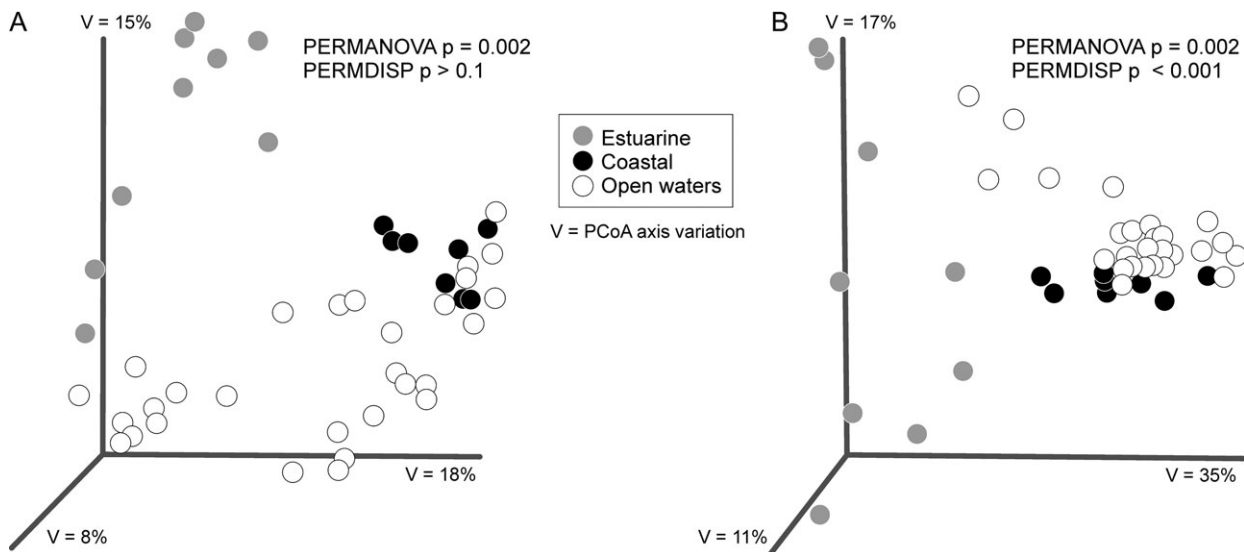 A
V = 15%
PERMANOVA p = 0.002
PERMDISP p > 0.1
V = 18%
V = 8%
Estuarine
Coastal
Open waters
V = PCoA axis variation
B
V = 17%
PERMANOVA p = 0.002
PERMDISP p < 0.001
V = 35%
V = 11%